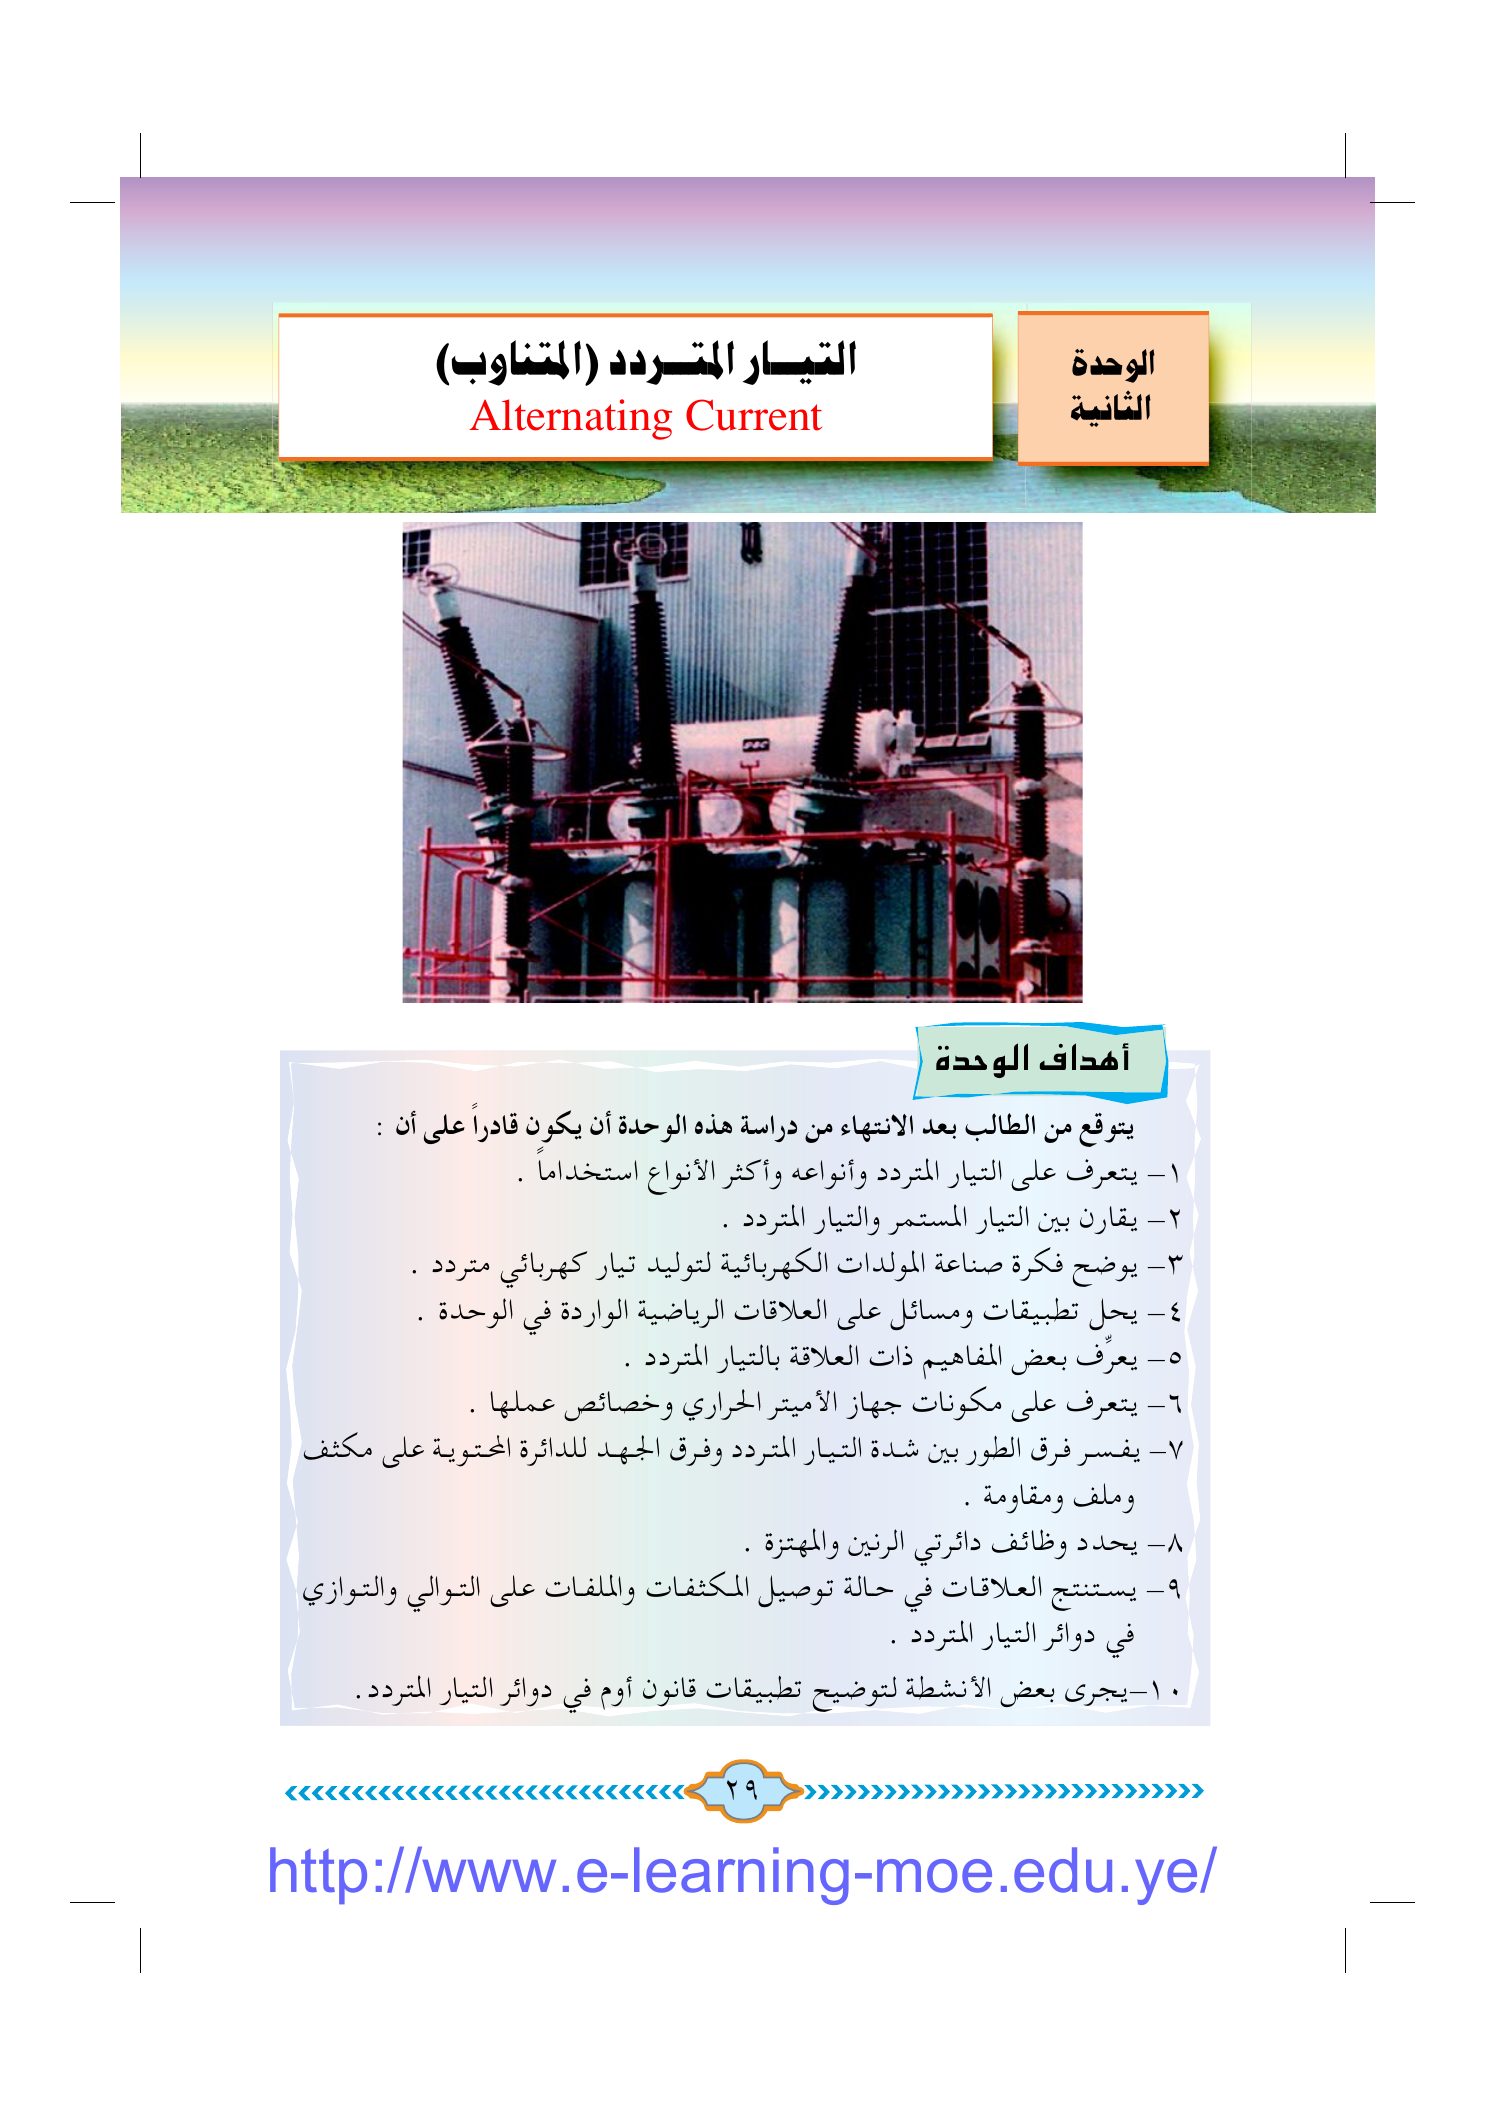 الوحدة
الثانية
التيـــار المتـــردد (المتناوب)
Alternating Current
أهداف الوحدة
يتوقع من الطالب بعد الانتهاء من دراسة هذه الوحدة أن يكون قادراً على أن :
١– يتعرف على التيار المتردد وأنواعه وأكثر الأنواع استخداماً .
٢– يقارن بين التيار المستمر والتيار المتردد .
٣– يوضح فكرة صناعة المولدات الكهربائية لتوليد تيار كهربائي متردد .
٤– يحل تطبيقات ومسائل على العلاقات الرياضية الواردة في الوحدة .
٥– يعرِّف بعض المفاهيم ذات العلاقة بالتيار المتردد .
٦– يتعرف على مكونات جهاز الأميتر الحراري وخصائص عملها .
٧– يفسر فرق الطور بين شدة التيار المتردد وفرق الجهد للدائرة المحتوية على مكثف
وملف ومقاومة .
٨– يحدد وظائف دائرتي الرنين والمهتزة .
٩– يستنتج العلاقات في حالة توصيل المكثفات والملفات على التوالي والتوازي
في دوائر التيار المتردد .
١٠–يجرى بعض الأنشطة لتوضيح تطبيقات قانون أوم في دوائر التيار المتردد.
٢٩
http://www.e-learning-moe.edu.ye/